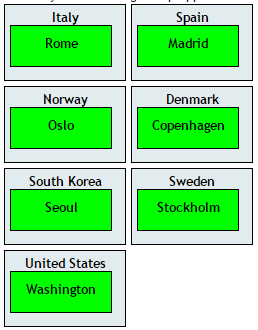 Italy Spain
Rome Madrid
Norway Denmark
Oslo Copenhagen
South Korea Sweden
Seoul Stockholm
United States
Washington